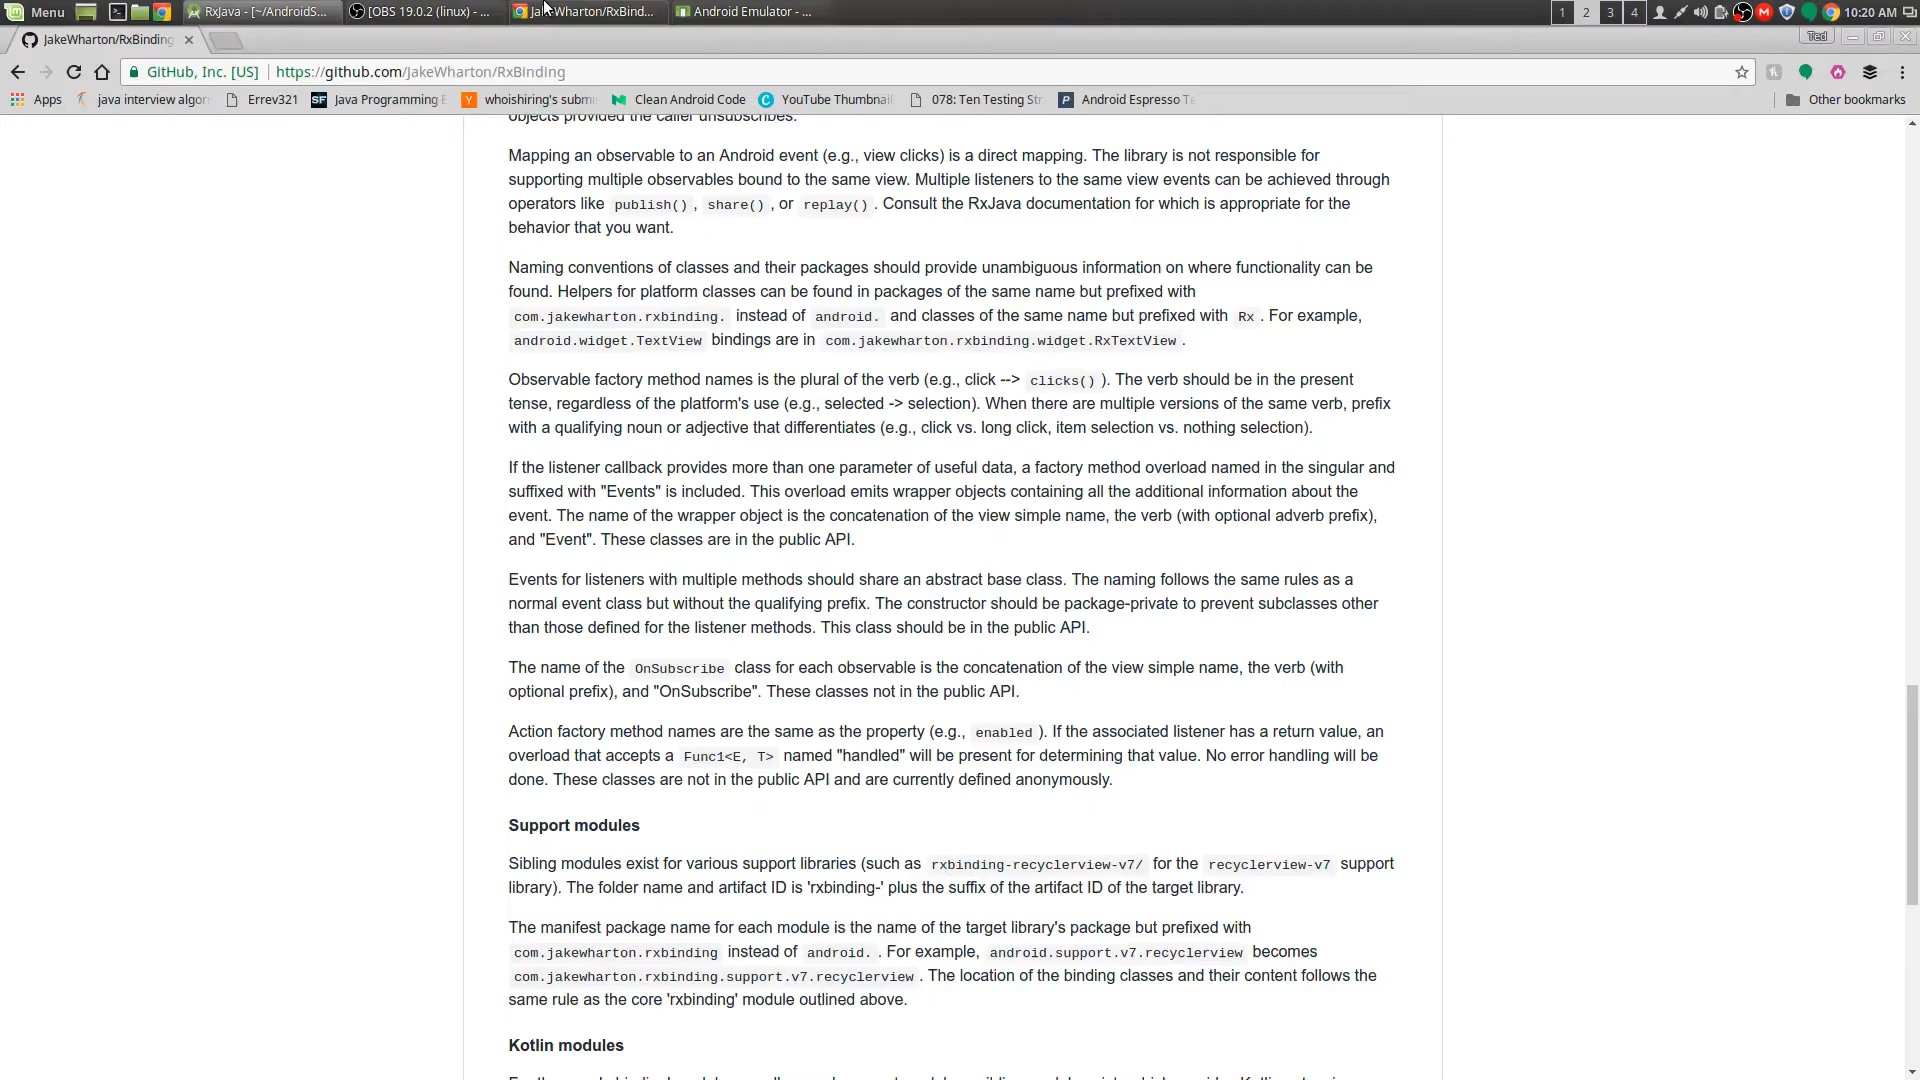 Menu
RxJava - [~/AndroidS...
[OBS 19.0.2 (linux) - ...
JakeWharton/RxBind...
Android Emulator - ...
1 2 3 4
10:20 AM
JakeWharton/RxBinding
Ted
GitHub, Inc. [US] https://github.com/JakeWharton/RxBinding
Apps
java interview algor
Errev321
SF Java Programming E
Y whoishiring's subm
Clean Android Code
C YouTube Thumbnail
078: Ten Testing Str
P Android Espresso Te
Other bookmarks
objects provided the caller unsubscribes.
Mapping an observable to an Android event (e.g., view clicks) is a direct mapping. The library is not responsible for
supporting multiple observables bound to the same view. Multiple listeners to the same view events can be achieved through
operators like publish() , share() , or replay() . Consult the RxJava documentation for which is appropriate for the
behavior that you want.
Naming conventions of classes and their packages should provide unambiguous information on where functionality can be
found. Helpers for platform classes can be found in packages of the same name but prefixed with
com.jakewharton.rxbinding. instead of android. and classes of the same name but prefixed with Rx . For example,
android.widget.TextView bindings are in com.jakewharton.rxbinding.widget.RxTextView .
Observable factory method names is the plural of the verb (e.g., click --> clicks() ). The verb should be in the present
tense, regardless of the platform's use (e.g., selected -> selection). When there are multiple versions of the same verb, prefix
with a qualifying noun or adjective that differentiates (e.g., click vs. long click, item selection vs. nothing selection).
If the listener callback provides more than one parameter of useful data, a factory method overload named in the singular and
suffixed with "Events" is included. This overload emits wrapper objects containing all the additional information about the
event. The name of the wrapper object is the concatenation of the view simple name, the verb (with optional adverb prefix),
and "Event". These classes are in the public API.
Events for listeners with multiple methods should share an abstract base class. The naming follows the same rules as a
normal event class but without the qualifying prefix. The constructor should be package-private to prevent subclasses other
than those defined for the listener methods. This class should be in the public API.
The name of the OnSubscribe class for each observable is the concatenation of the view simple name, the verb (with
optional prefix), and "OnSubscribe". These classes not in the public API.
Action factory method names are the same as the property (e.g., enabled ). If the associated listener has a return value, an
overload that accepts a Func1<E, T> named "handled" will be present for determining that value. No error handling will be
done. These classes are not in the public API and are currently defined anonymously.
Support modules
Sibling modules exist for various support libraries (such as rxbinding-recyclerview-v7/ for the recyclerview-v7 support
library). The folder name and artifact ID is 'rxbinding-' plus the suffix of the artifact ID of the target library.
The manifest package name for each module is the name of the target library's package but prefixed with
com.jakewharton.rxbinding instead of android. . For example, android.support.v7.recyclerview becomes
com.jakewharton.rxbinding.support.v7.recyclerview . The location of the binding classes and their content follows the
same rule as the core 'rxbinding' module outlined above.
Kotlin modules